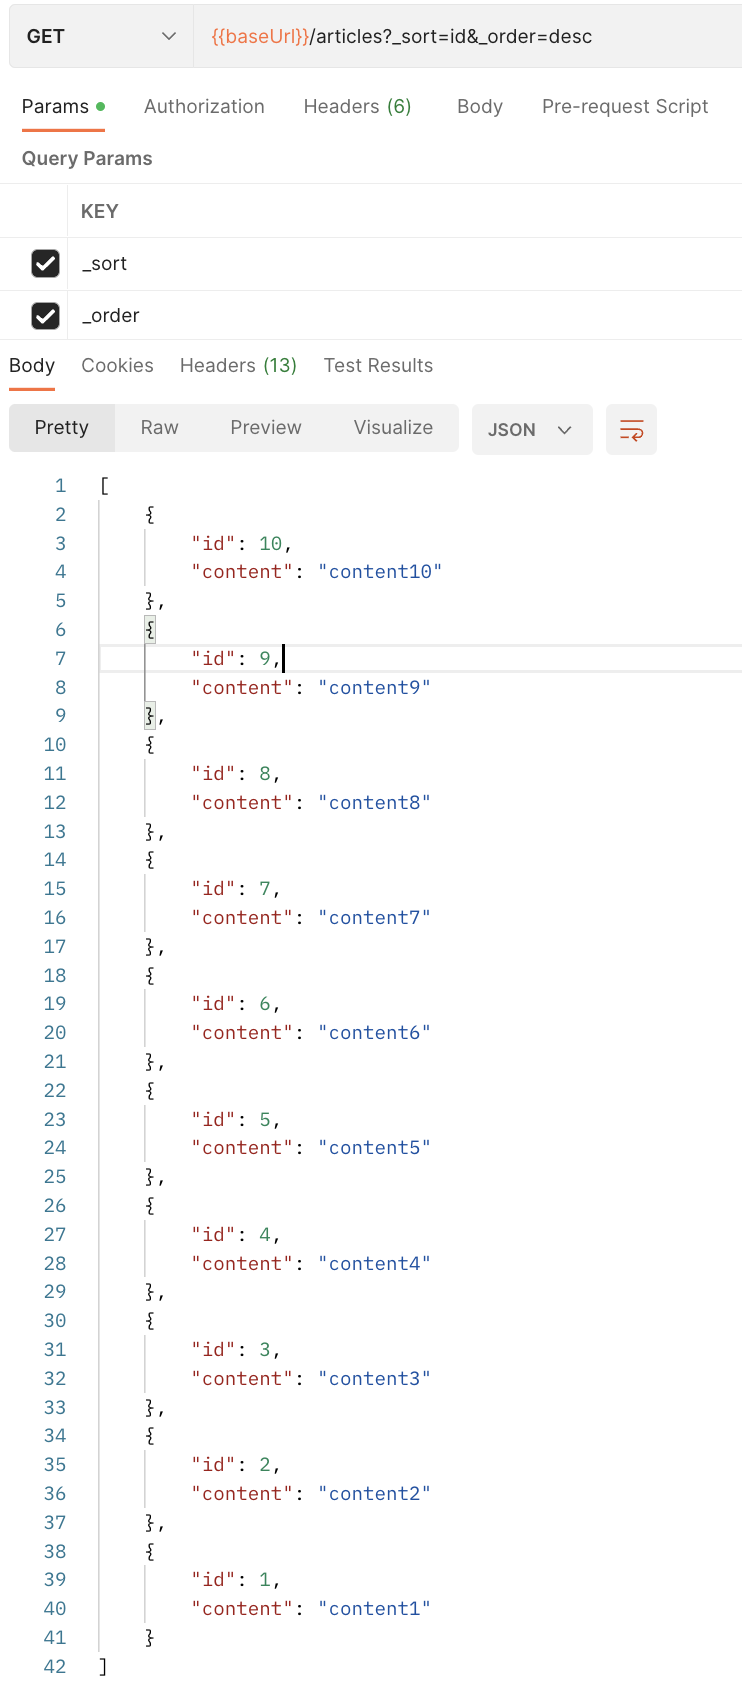 GET {{baseUrl}}/articles?_sort=id&_order=desc
Params Authorization Headers (6) Body Pre-request Script
Query Params
KEY
_sort
_order
Body Cookies Headers (13) Test Results
Pretty Raw Preview Visualize JSON
1 [
2 {
3 "id": 10,
4 "content": "content10"
5 },
6 {
7 "id": 9,
8 "content": "content9"
9 },
10 {
11 "id": 8,
12 "content": "content8"
13 },
14 {
15 "id": 7,
16 "content": "content7"
17 },
18 {
19 "id": 6,
20 "content": "content6"
21 },
22 {
23 "id": 5,
24 "content": "content5"
25 },
26 {
27 "id": 4,
28 "content": "content4"
29 },
30 {
31 "id": 3,
32 "content": "content3"
33 },
34 {
35 "id": 2,
36 "content": "content2"
37 },
38 {
39 "id": 1,
40 "content": "content1"
41 }
42 ]